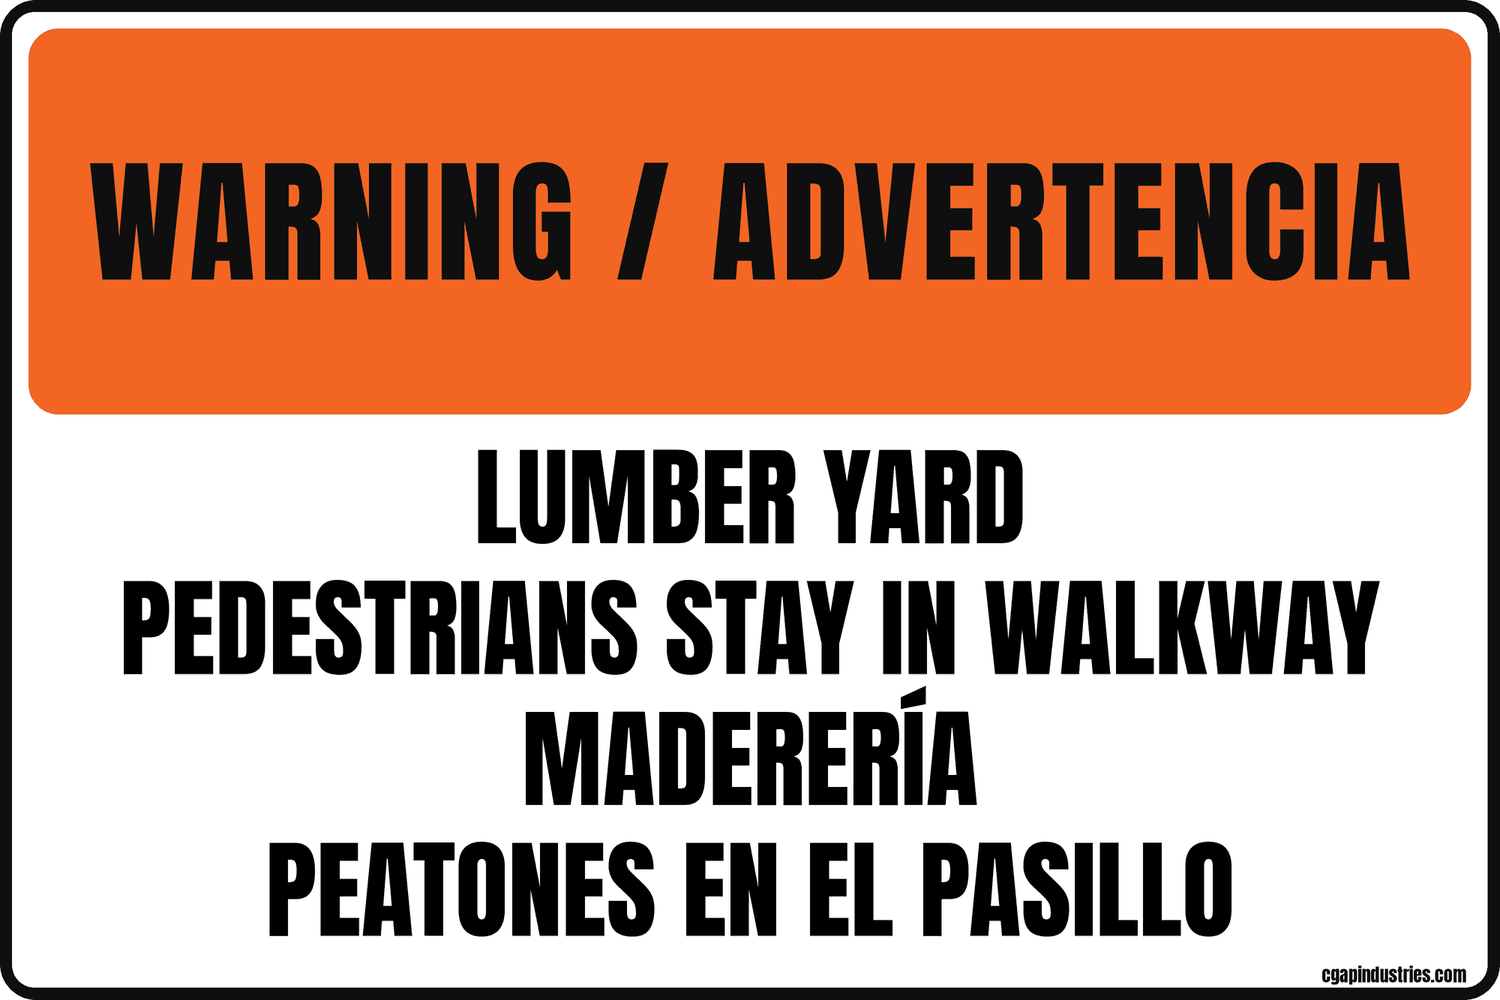 WARNING / ADVERTENCIA
LUMBER YARD
PEDESTRIANS STAY IN WALKWAY
MADERERÍA
PEATONES EN EL PASILLO
cgapindustries.com